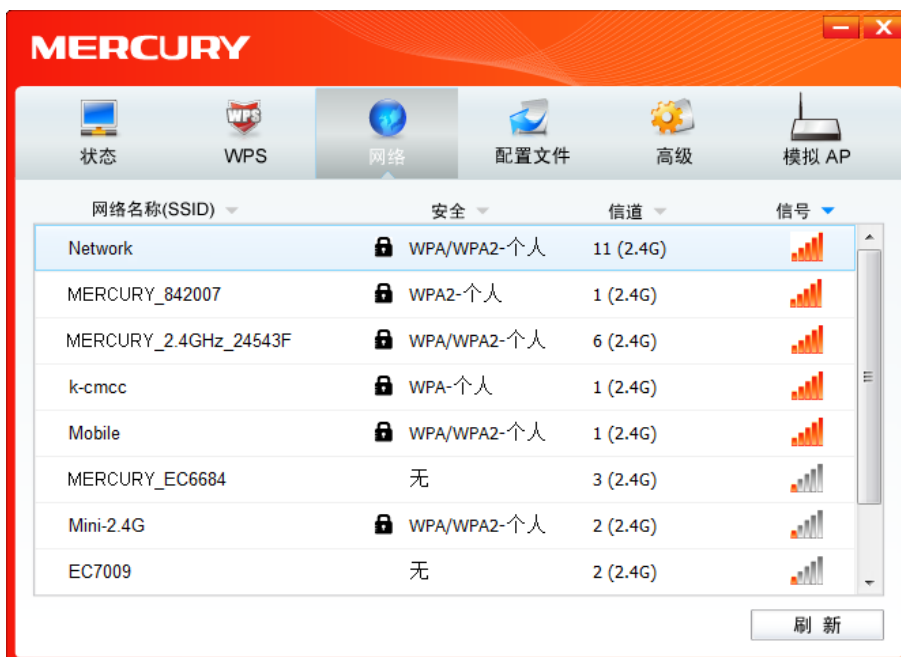 MERCURY
状态 WPS 网络 配置文件 高级 模拟 AP
网络名称(SSID) 安全 信道 信号
Network WPA/WPA2-个人 11 (2.4G)
MERCURY_842007 WPA2-个人 1 (2.4G)
MERCURY_2.4GHz_24543F WPA/WPA2-个人 6 (2.4G)
k-cmcc WPA-个人 1 (2.4G)
Mobile WPA/WPA2-个人 1 (2.4G)
MERCURY_EC6684 无 3 (2.4G)
Mini-2.4G WPA/WPA2-个人 2 (2.4G)
EC7009 无 2 (2.4G)
刷 新